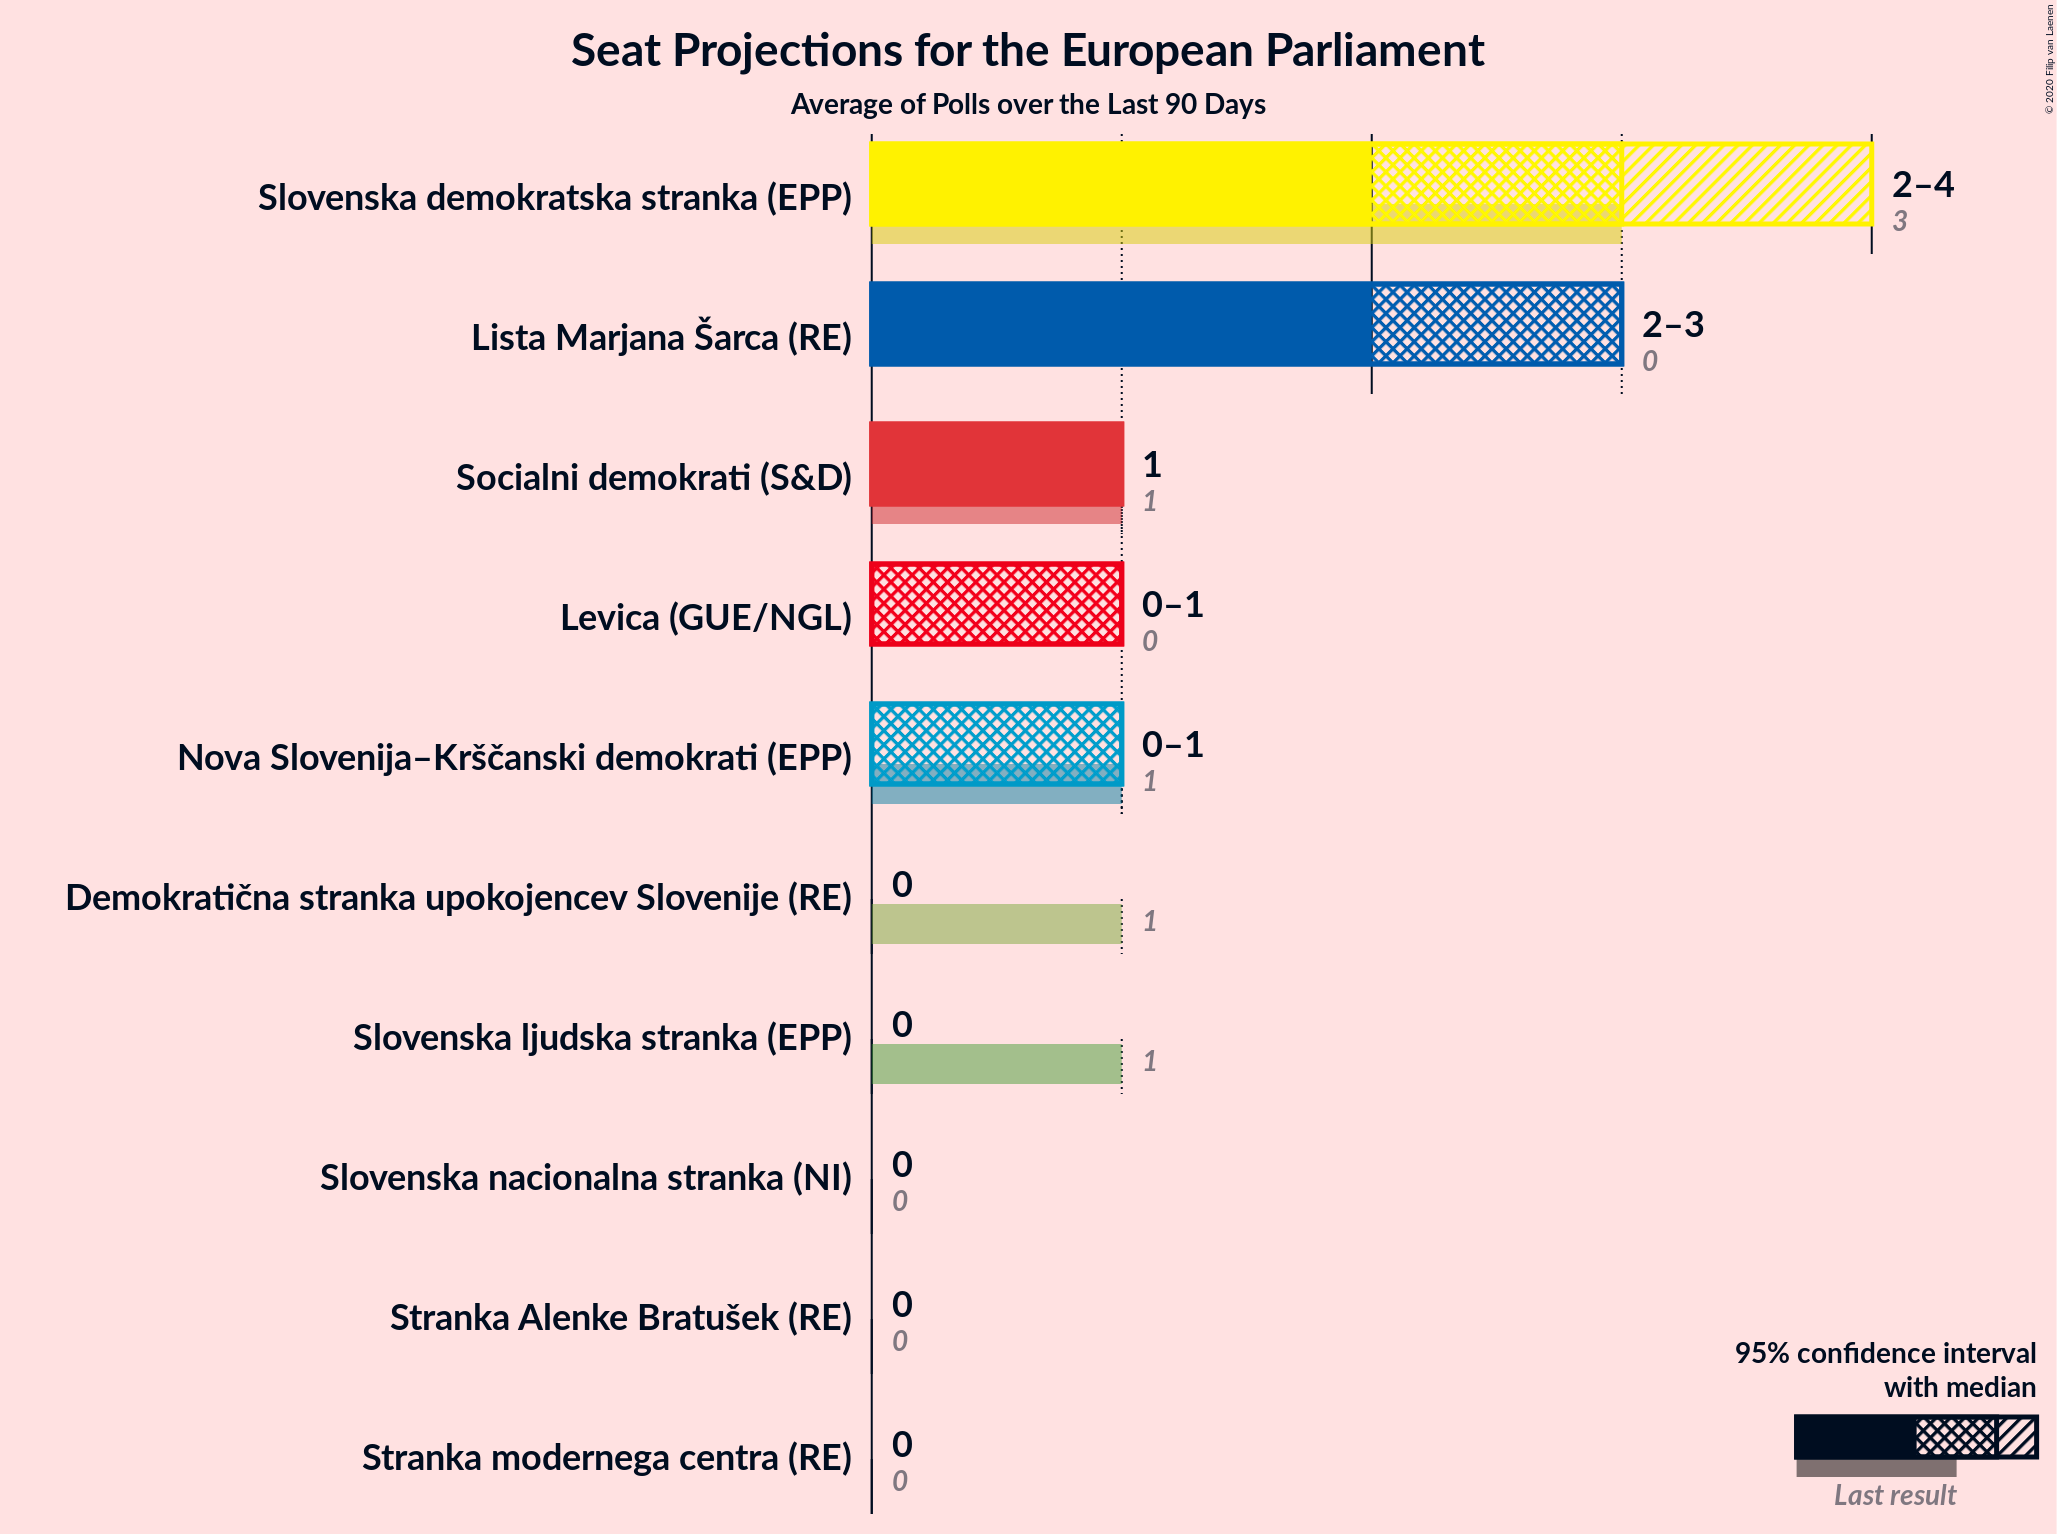 Seat Projections for the European Parliament
Average of Polls over the Last 90 Days
© 2020 Filip van Laenen
Slovenska demokratska stranka (EPP)
2–4
3
Lista Marjana Šarca (RE)
2–3
0
Socialni demokrati (S&D)
1
1
Levica (GUE/NGL)
0–1
0
Nova Slovenija–Krščanski demokrati (EPP)
0–1
1
Demokratična stranka upokojencev Slovenije (RE)
0
1
Slovenska ljudska stranka (EPP)
0
1
Slovenska nacionalna stranka (NI)
0
0
Stranka Alenke Bratušek (RE)
0
0
Stranka modernega centra (RE)
0
0
95% confidence interval
with median
Last result